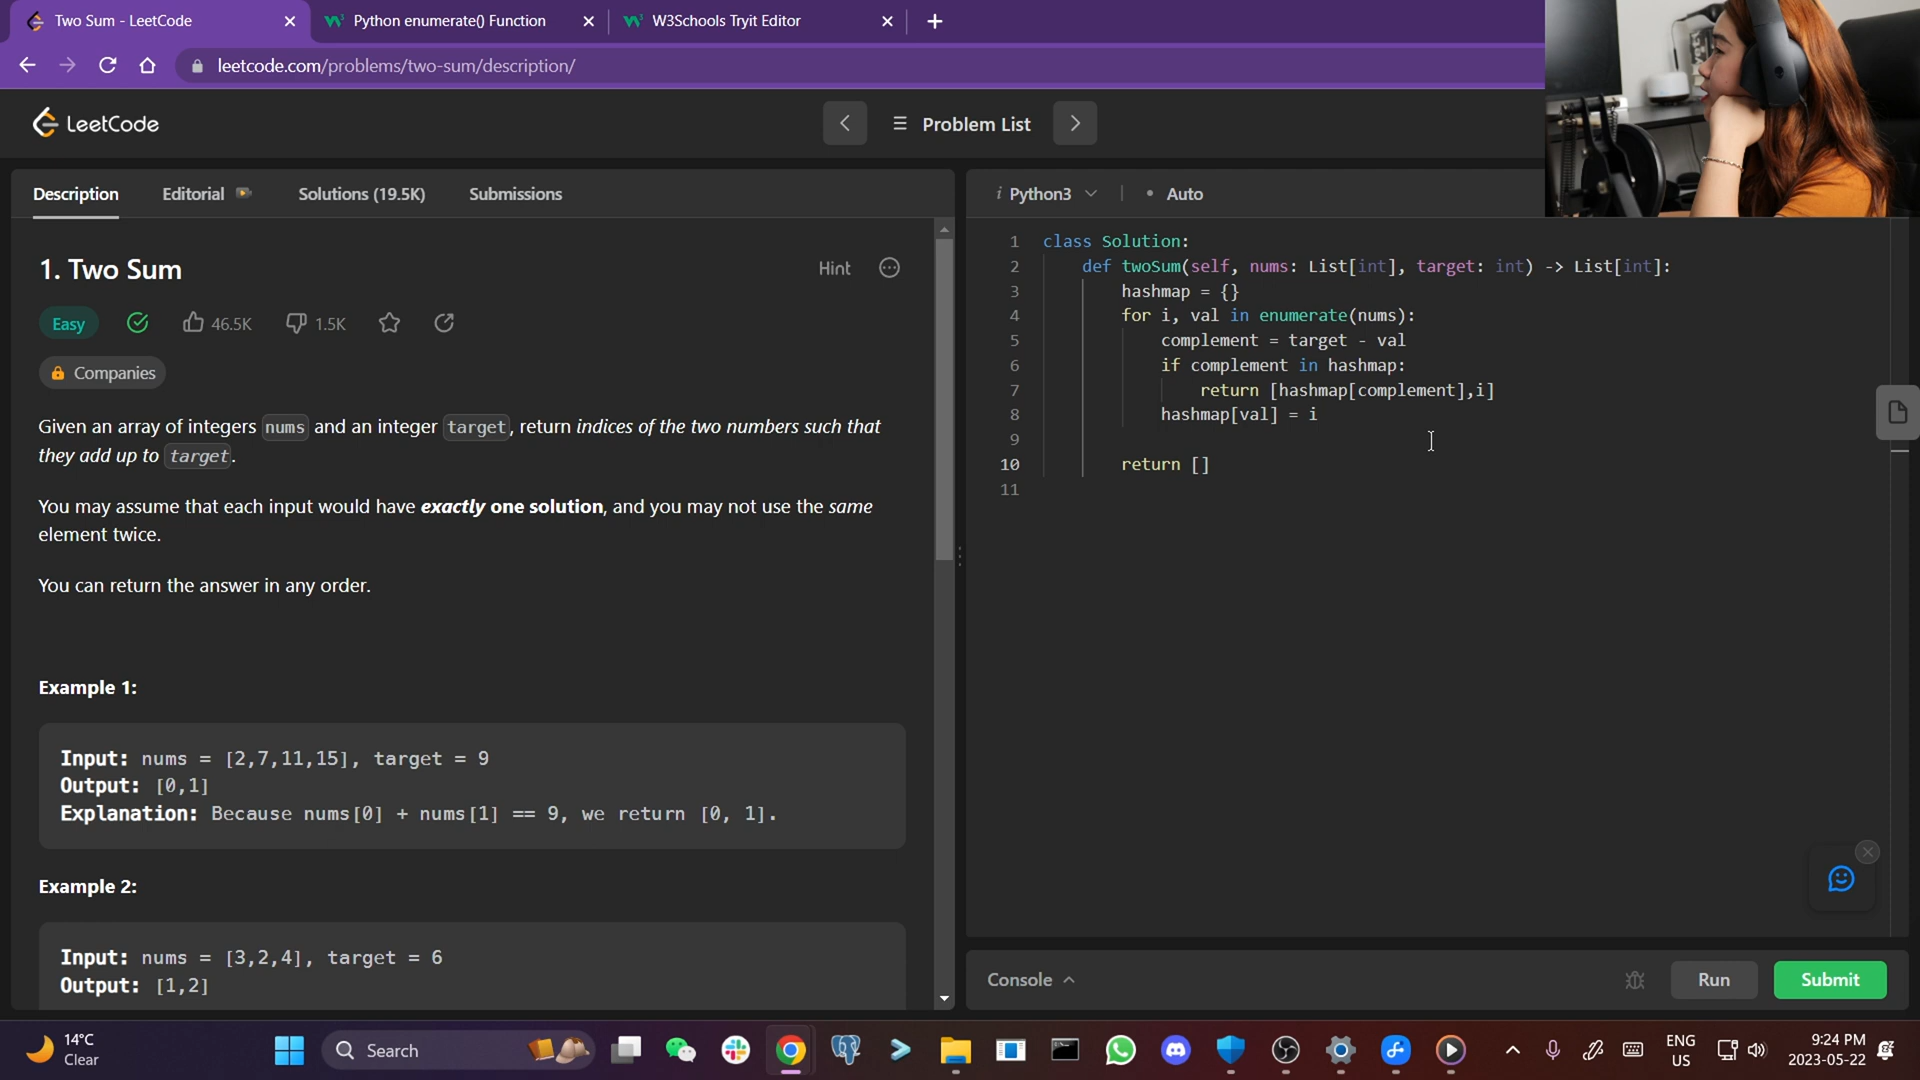 Two Sum - LeetCode
Python enumerate() Function
W3Schools Tryit Editor
leetcode.com/problems/two-sum/description/
LeetCode
Problem List
Description
Editorial
Solutions (19.5K)
Submissions
1. Two Sum
Hint
Easy
46.5K
1.5K
Companies
Given an array of integers nums and an integer target, return indices of the two numbers such that
they add up to target.
You may assume that each input would have exactly one solution, and you may not use the same
element twice.
You can return the answer in any order.
Example 1:
Input: nums = [2,7,11,15], target = 9
Output: [0,1]
Explanation: Because nums[0] + nums[1] == 9, we return [0, 1].
Example 2:
Input: nums = [3,2,4], target = 6
Output: [1,2]
i Python3
• Auto
1 class Solution:
2 def twoSum(self, nums: List[int], target: int) -> List[int]:
3 hashmap = {}
4 for i, val in enumerate(nums):
5 complement = target - val
6 if complement in hashmap:
7 return [hashmap[complement],i]
8 hashmap[val] = i
9
10 return []
11
Console
Run
Submit
14°C
Clear
Search
ENG
US
9:24 PM
2023-05-22